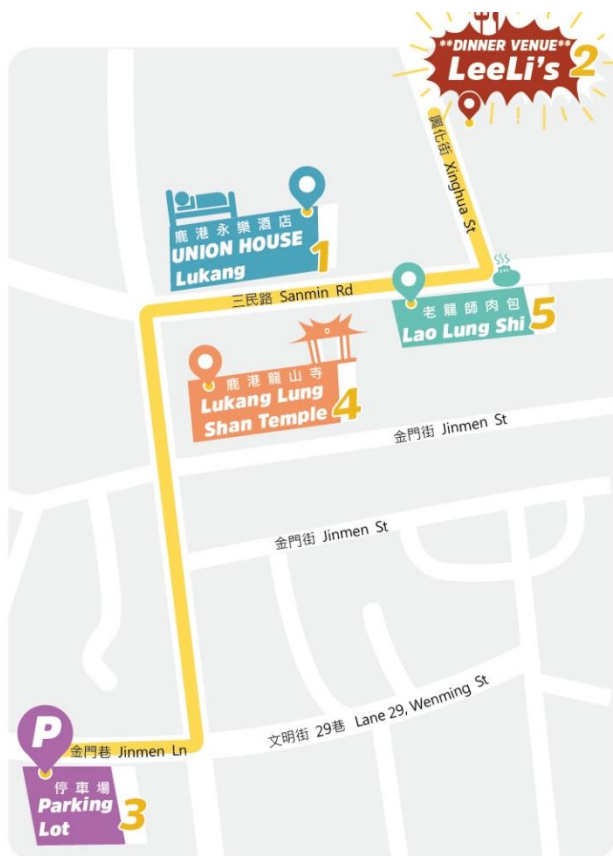 **DINNER VENUE**
LeeLi's 2
興化街 Xinghua St
鹿港永樂酒店
UNION HOUSE
Lukang 1
三民路 Sanmin Rd
老龍師肉包
Lao Lung Shi 5
鹿港龍山寺
Lukang Lung
Shan Temple 4
金門街 Jinmen St
金門街 Jinmen St
文明街 29巷 Lane 29, Wenming St
P
金門巷 Jinmen Ln
停車場
Parking
Lot 3